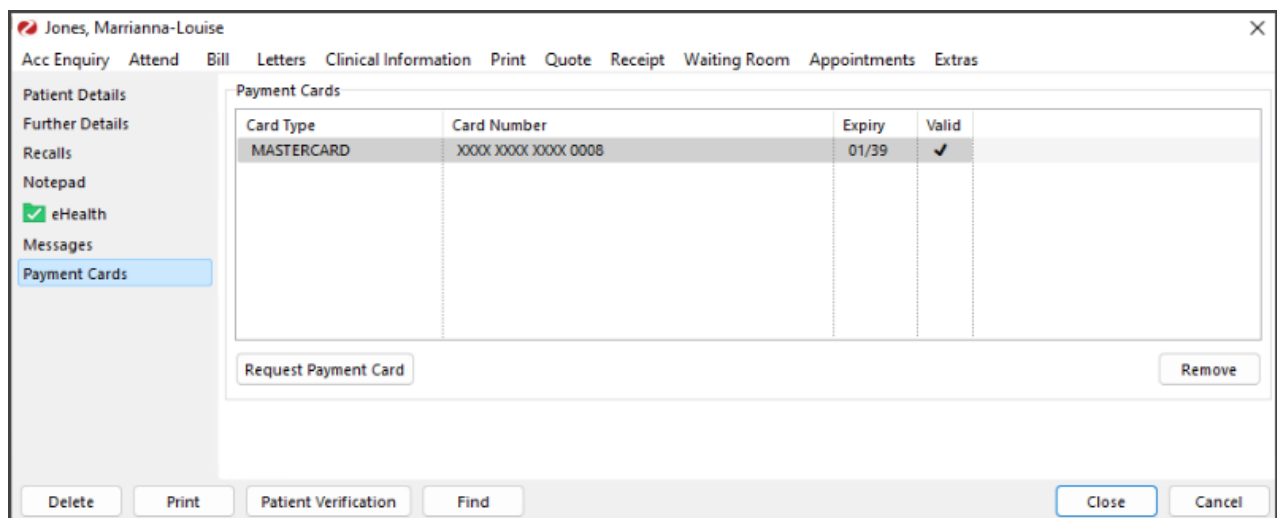 Jones, Marrianna-Louise
Acc Enquiry Attend Bill Letters Clinical Information Print Quote Receipt Waiting Room Appointments Extras
Patient Details
Further Details
Recalls
Notepad
eHealth
Messages
Payment Cards
Payment Cards
Card Type Card Number Expiry Valid
MASTERCARD XXXX XXXX XXXX 0008 01/39 ✔
Request Payment Card Remove
Delete Print Patient Verification Find Close Cancel